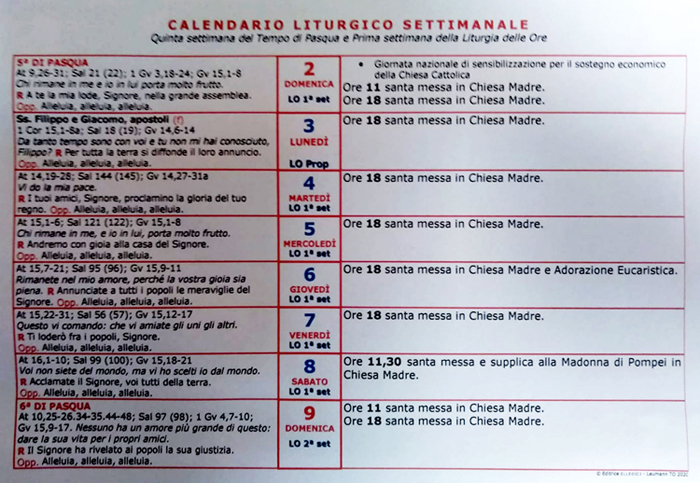 CALENDARIO LITURGICO SETTIMANALE
Quinta settimana del Tempo di Pasqua e Prima settimana della Liturgia delle Ore
5ª DI PASQUA
At 9,26-31; Sal 21 (22); 1 Gv 3,18-24; Gv 15,1-8
Chi rimane in me e io in lui porta molto frutto.
R A te la mia lode, Signore, nella grande assemblea.
Opp. Alleluia, alleluia, alleluia.
2
DOMENICA
LO 1ª set
• Giornata nazionale di sensibilizzazione per il sostegno economico
della Chiesa Cattolica
Ore 11 santa messa in Chiesa Madre.
Ore 18 santa messa in Chiesa Madre.
Ss. Filippo e Giacomo, apostoli (f)
1 Cor 15,1-8a; Sal 18 (19); Gv 14,6-14
Da tanto tempo sono con voi e tu non mi hai conosciuto,
Filippo? R Per tutta la terra si diffonde il loro annuncio.
Opp. Alleluia, alleluia, alleluia.
3
LUNEDÌ
LO Prop
Ore 18 santa messa in Chiesa Madre.
At 14,19-28; Sal 144 (145); Gv 14,27-31a
Vi do la mia pace.
R I tuoi amici, Signore, proclamino la gloria del tuo
regno. Opp. Alleluia, alleluia, alleluia.
4
MARTEDÌ
LO 1ª set
Ore 18 santa messa in Chiesa Madre.
At 15,1-6; Sal 121 (122); Gv 15,1-8
Chi rimane in me, e io in lui, porta molto frutto.
R Andremo con gioia alla casa del Signore.
Opp. Alleluia, alleluia, alleluia.
5
MERCOLEDÌ
LO 1ª set
Ore 18 santa messa in Chiesa Madre.
At 15,7-21; Sal 95 (96); Gv 15,9-11
Rimanete nel mio amore, perché la vostra gioia sia
piena. R Annunciate a tutti i popoli le meraviglie del
Signore. Opp. Alleluia, alleluia, alleluia.
6
GIOVEDÌ
LO 1ª set
Ore 18 santa messa in Chiesa Madre e Adorazione Eucaristica.
At 15,22-31; Sal 56 (57); Gv 15,12-17
Questo vi comando: che vi amiate gli uni gli altri.
R Ti loderò fra i popoli, Signore.
Opp. Alleluia, alleluia, alleluia.
7
VENERDÌ
LO 1ª set
Ore 18 santa messa in Chiesa Madre.
At 16,1-10; Sal 99 (100); Gv 15,18-21
Voi non siete del mondo, ma vi ho scelti io dal mondo.
R Acclamate il Signore, voi tutti della terra.
Opp. Alleluia, alleluia, alleluia.
8
SABATO
LO 1ª set
Ore 11,30 santa messa e supplica alla Madonna di Pompei in
Chiesa Madre.
6ª DI PASQUA
At 10,25-26.34-35.44-48; Sal 97 (98); 1 Gv 4,7-10;
Gv 15,9-17. Nessuno ha un amore più grande di questo:
dare la sua vita per i propri amici.
R Il Signore ha rivelato ai popoli la sua giustizia.
Opp. Alleluia, alleluia, alleluia.
9
DOMENICA
LO 2ª set
Ore 11 santa messa in Chiesa Madre.
Ore 18 santa messa in Chiesa Madre.
© Editrice ELLEDICI - Leumann TO